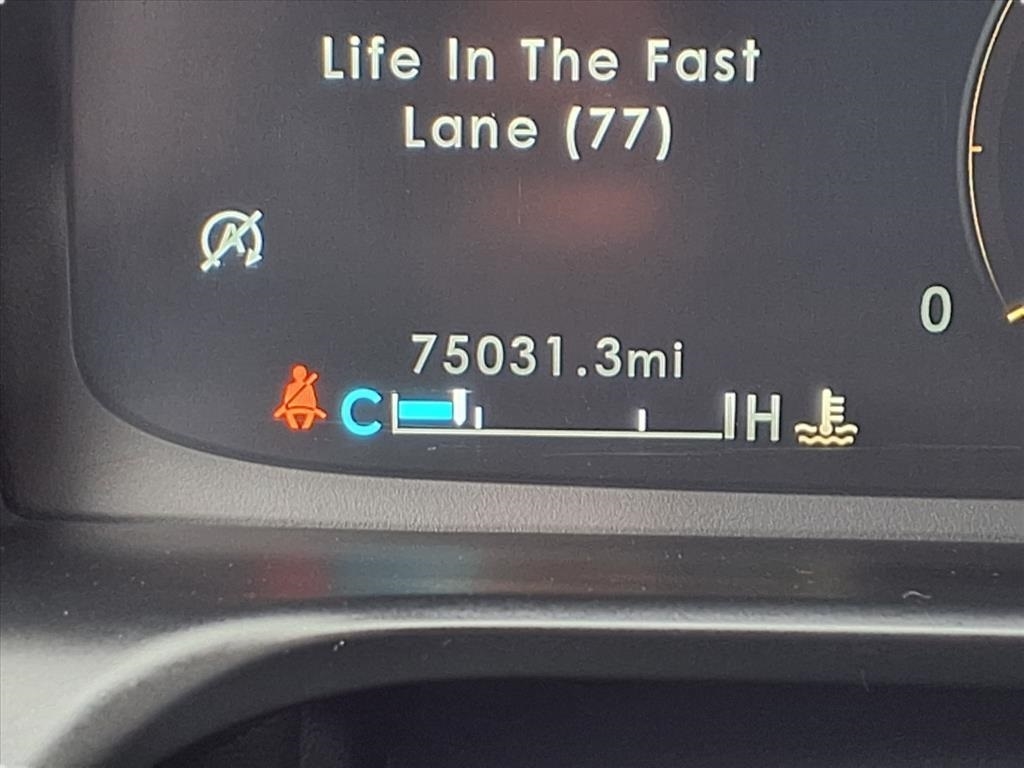 Life In The Fast
Lane (77)
A
0
75031.3mi
C H